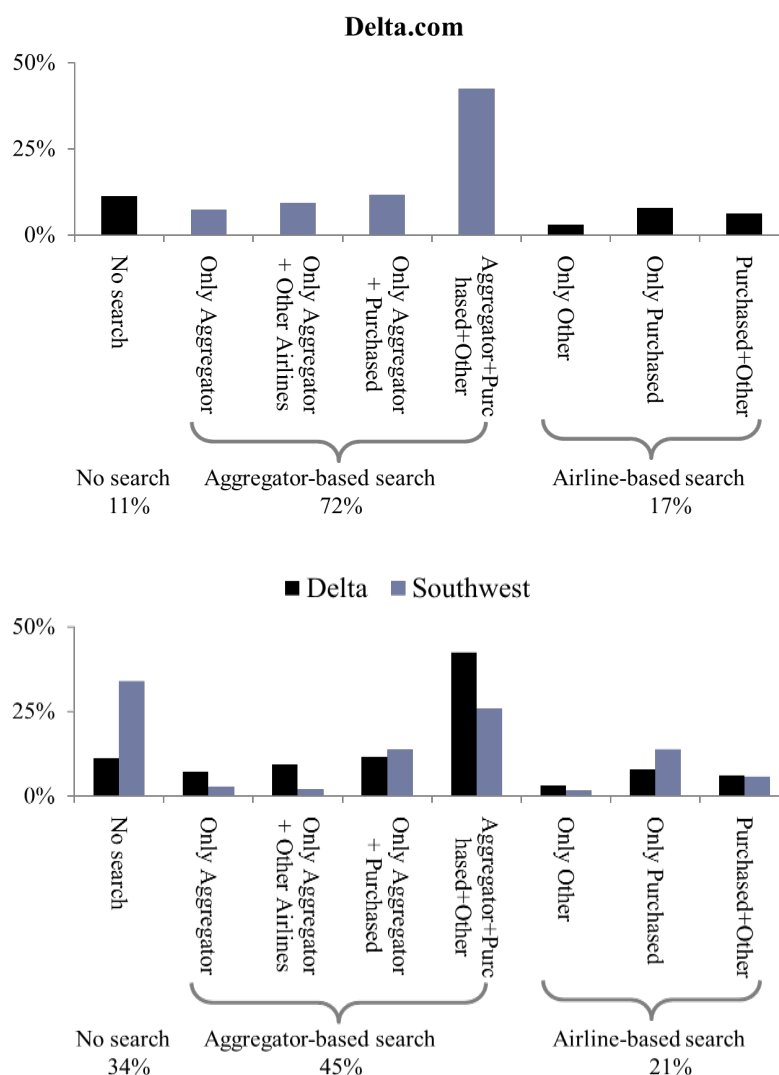 Delta.com
50%
25%
0%
No search
Only Aggregator
Only Aggregator
+ Other Airlines
Only Aggregator
+ Purchased
Aggregator+Purc
hased+Other
Only Other
Only Purchased
Purchased+Other
No search
11%
Aggregator-based search
72%
Airline-based search
17%
Delta
Southwest
50%
25%
0%
No search
Only Aggregator
Only Aggregator
+ Other Airlines
Only Aggregator
+ Purchased
Aggregator+Purc
hased+Other
Only Other
Only Purchased
Purchased+Other
No search
34%
Aggregator-based search
45%
Airline-based search
21%